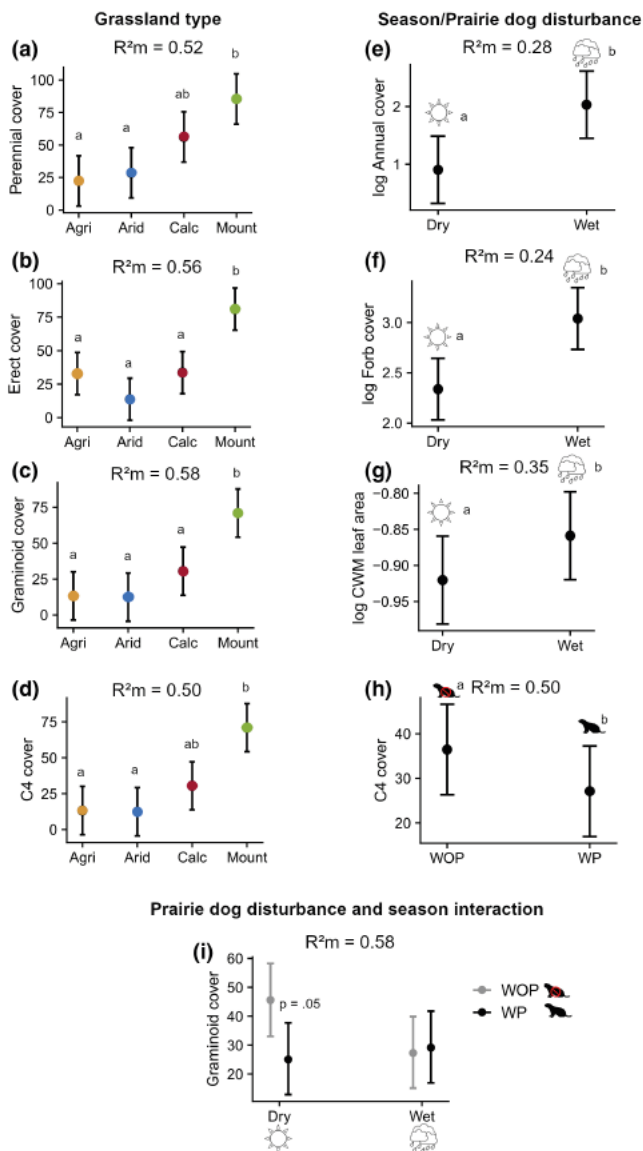 Grassland type
Season/Prairie dog disturbance
(a)
R²m = 0.52
b
ab
a
a
Perennial cover
100
75
50
25
0
Agri Arid Calc Mount
(e)
R²m = 0.28
b
a
log Annual cover
2
1
Dry Wet
(b)
R²m = 0.56
b
a
a
a
Erect cover
100
75
50
25
0
Agri Arid Calc Mount
(f)
R²m = 0.24
b
a
log Forb cover
3.0
2.5
2.0
Dry Wet
(c)
R²m = 0.58
b
a
a
a
Graminoid cover
75
50
25
0
Agri Arid Calc Mount
(g)
R²m = 0.35
b
a
log CWM leaf area
−0.80
−0.85
−0.90
−0.95
Dry Wet
(d)
R²m = 0.50
b
ab
a
a
C4 cover
75
50
25
0
Agri Arid Calc Mount
(h)
a R²m = 0.50
b
C4 cover
40
30
20
WOP WP
Prairie dog disturbance and season interaction
(i)
R²m = 0.58
Graminoid cover
60
50
40
30
20
p = .05
Dry Wet
WOP
WP